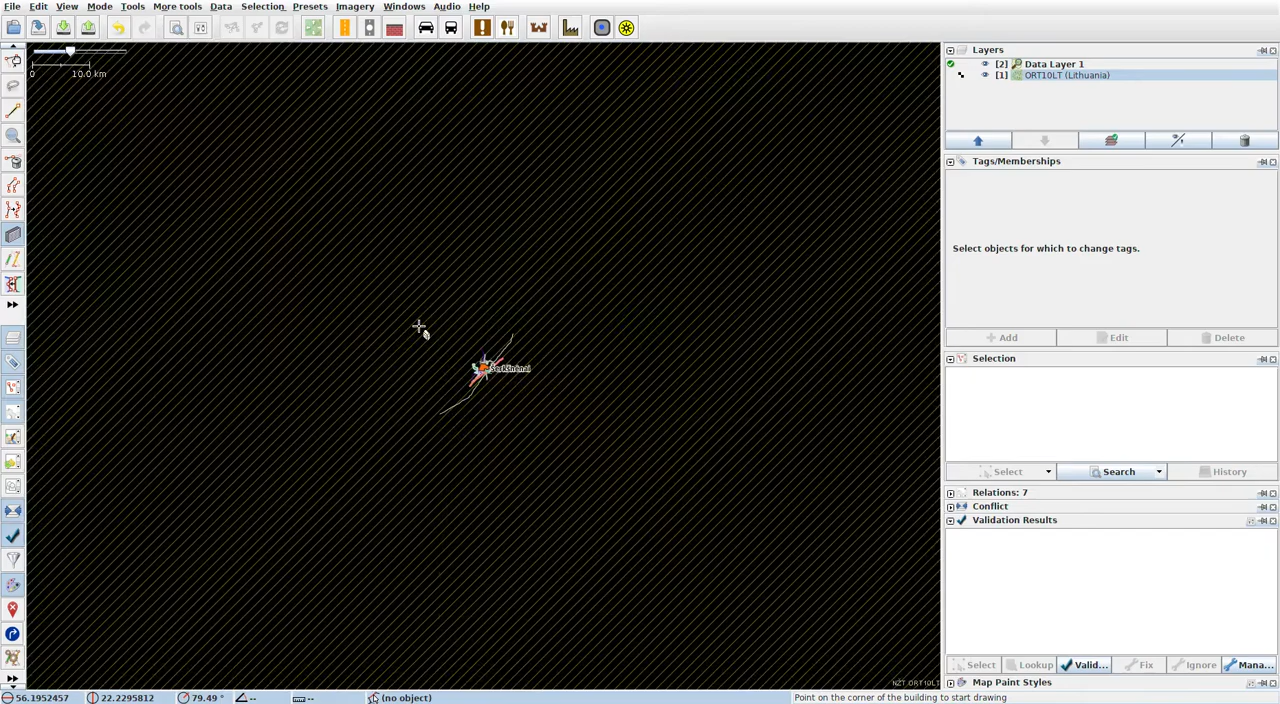 File Edit View Mode Tools More tools Data Selection Presets Imagery Windows Audio Help
0 10.0 km
NZT ORT10LT
Layers
[2] Data Layer 1
[1] ORT10LT (Lithuania)
Tags/Memberships
Select objects for which to change tags.
Add Edit Delete
Selection
Select Search History
Relations: 7
Conflict
Validation Results
Select Lookup Valid... Fix Ignore Mana...
Map Paint Styles
56.1952457 22.2295812 79.49 ° -- -- (no object) Point on the corner of the building to start drawing